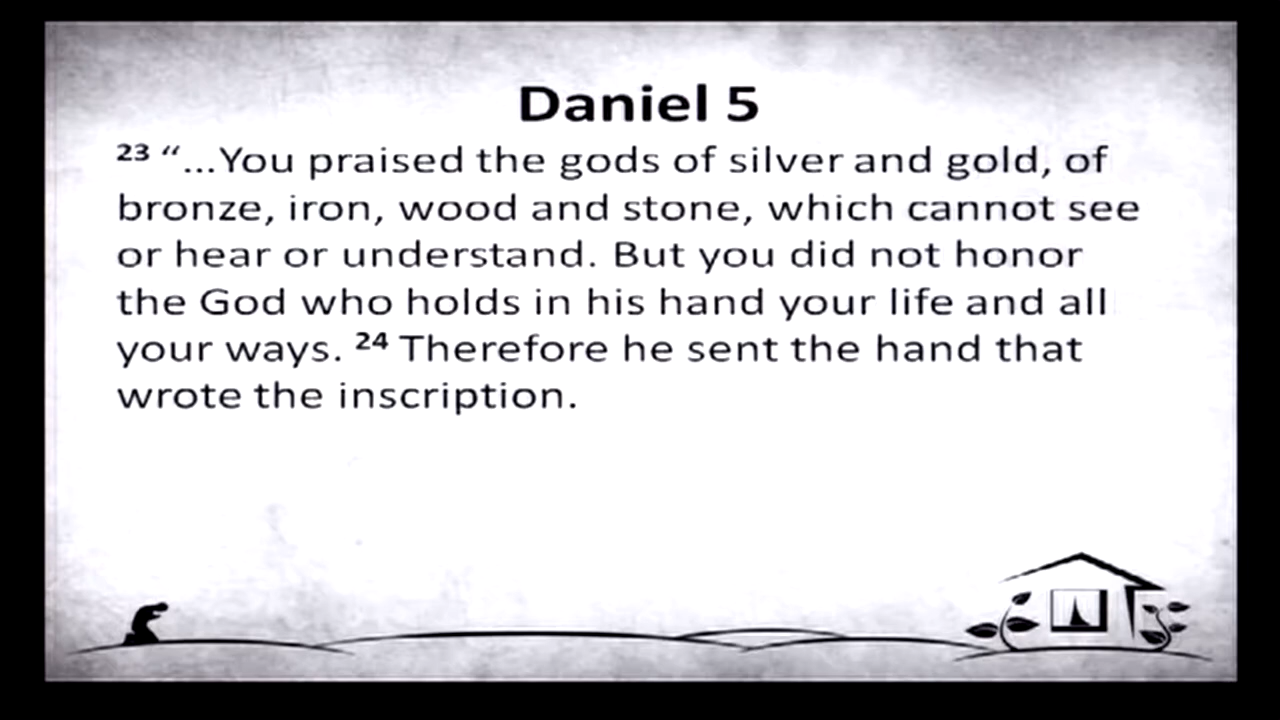 Daniel 5
23 “...You praised the gods of silver and gold, of
bronze, iron, wood and stone, which cannot see
or hear or understand. But you did not honor
the God who holds in his hand your life and all
your ways. 24 Therefore he sent the hand that
wrote the inscription.